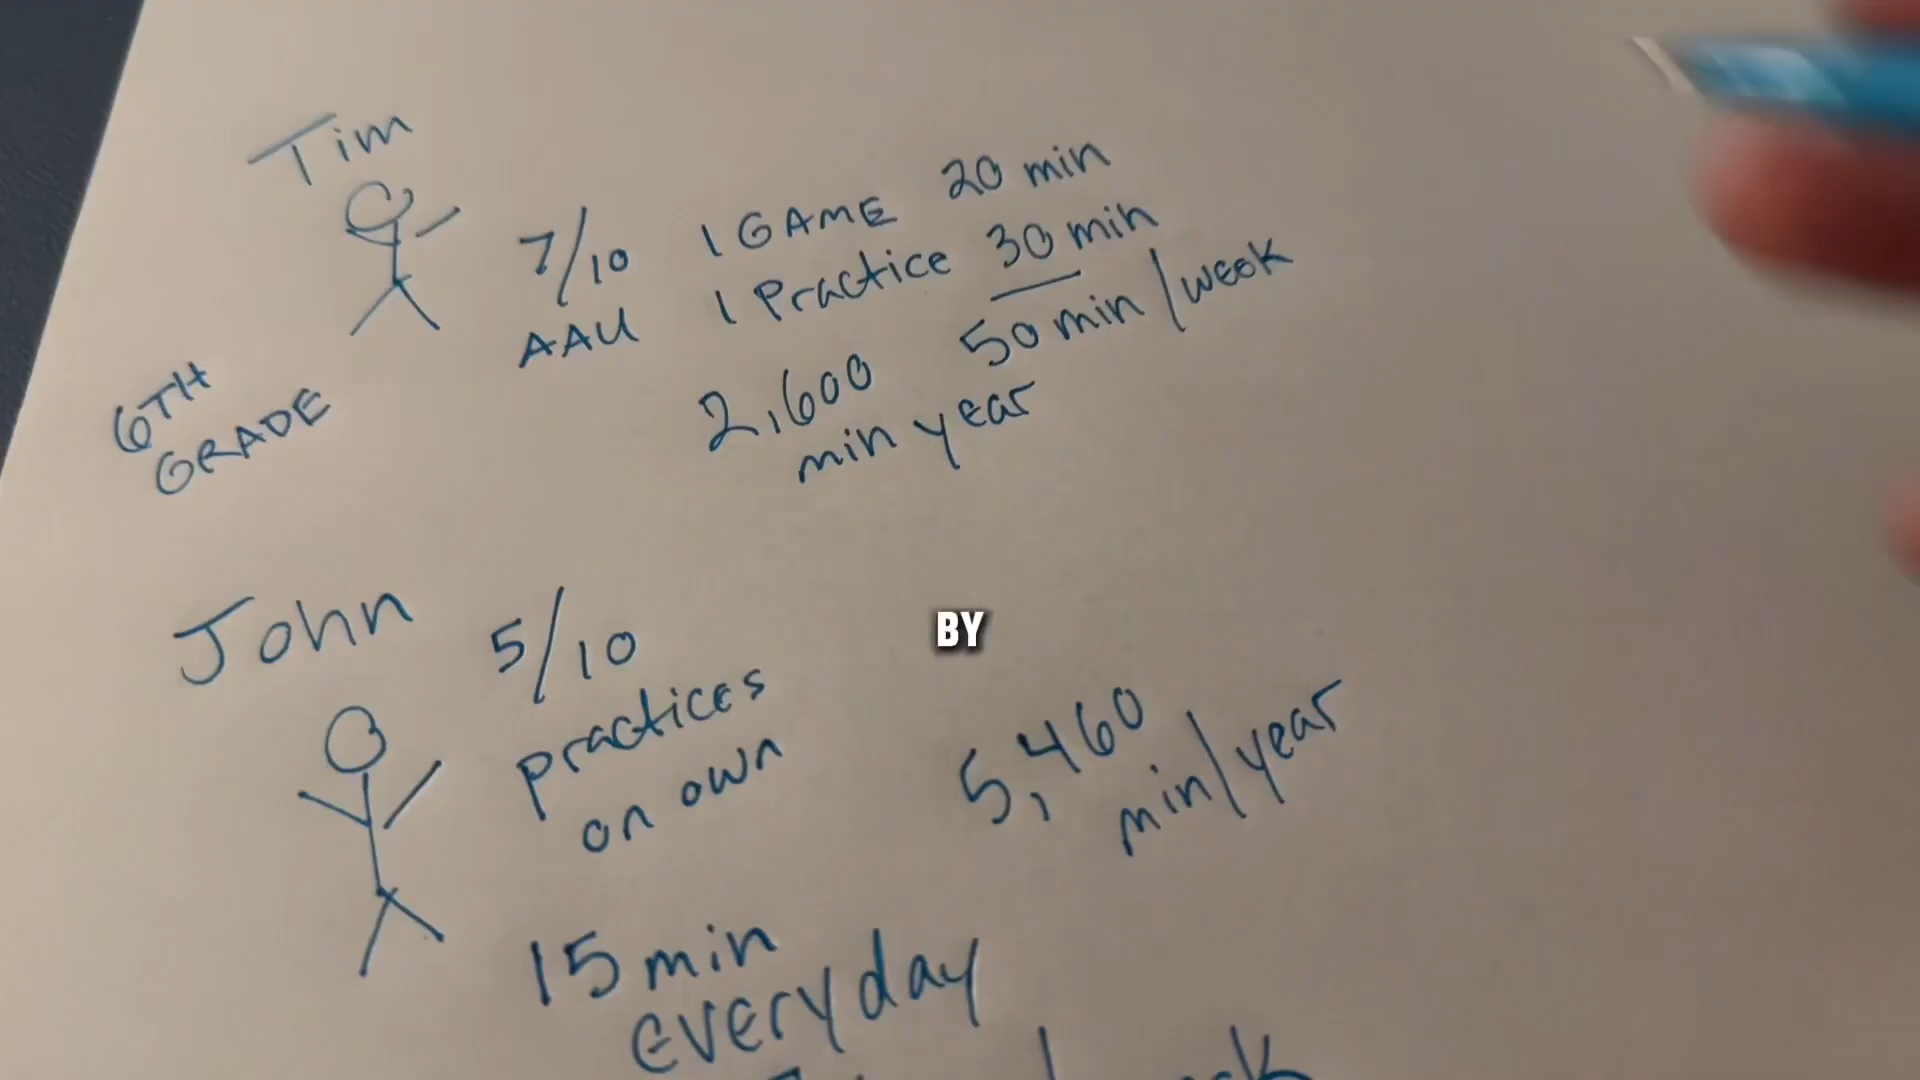 Tim
7/10 1 GAME 20 min
AAU 1 Practice 30 min
50 min/week
2,600
min year
6TH
GRADE
John
5/10
practices
on own
BY
5,460
min/year
15 min
everyday